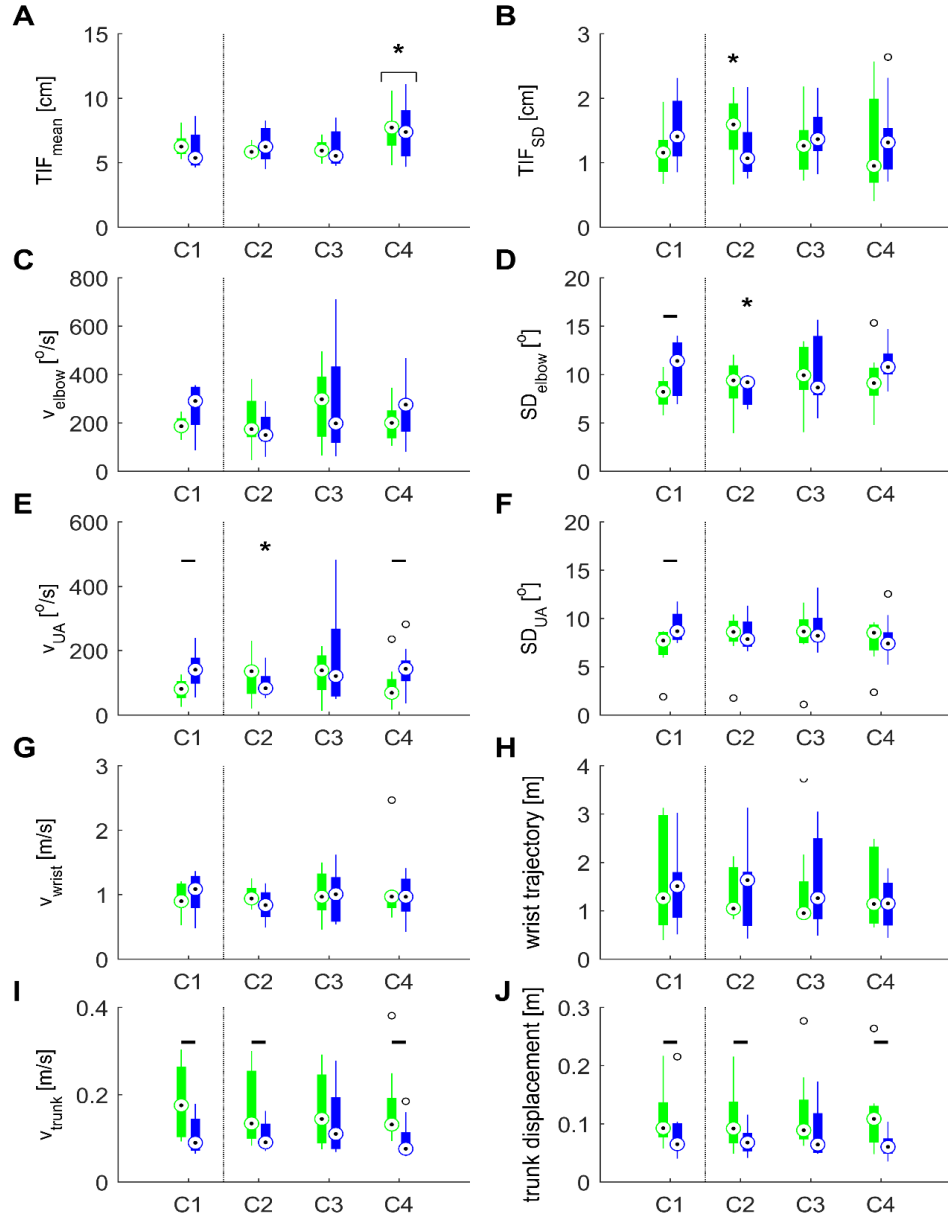 A
B
15
10
5
0
TIF_mean [cm]
*
C1 C2 C3 C4
3
2
1
0
TIF_SD [cm]
*
C1 C2 C3 C4
C
D
800
600
400
200
0
v_elbow [°/s]
C1 C2 C3 C4
20
15
10
5
0
SD_elbow [°]
*
C1 C2 C3 C4
E
F
600
400
200
0
v_UA [°/s]
*
C1 C2 C3 C4
20
15
10
5
0
SD_UA [°]
C1 C2 C3 C4
G
H
3
2
1
0
v_wrist [m/s]
C1 C2 C3 C4
4
3
2
1
0
wrist trajectory [m]
C1 C2 C3 C4
I
J
0.4
0.2
0
v_trunk [m/s]
C1 C2 C3 C4
0.3
0.2
0.1
0
trunk displacement [m]
C1 C2 C3 C4